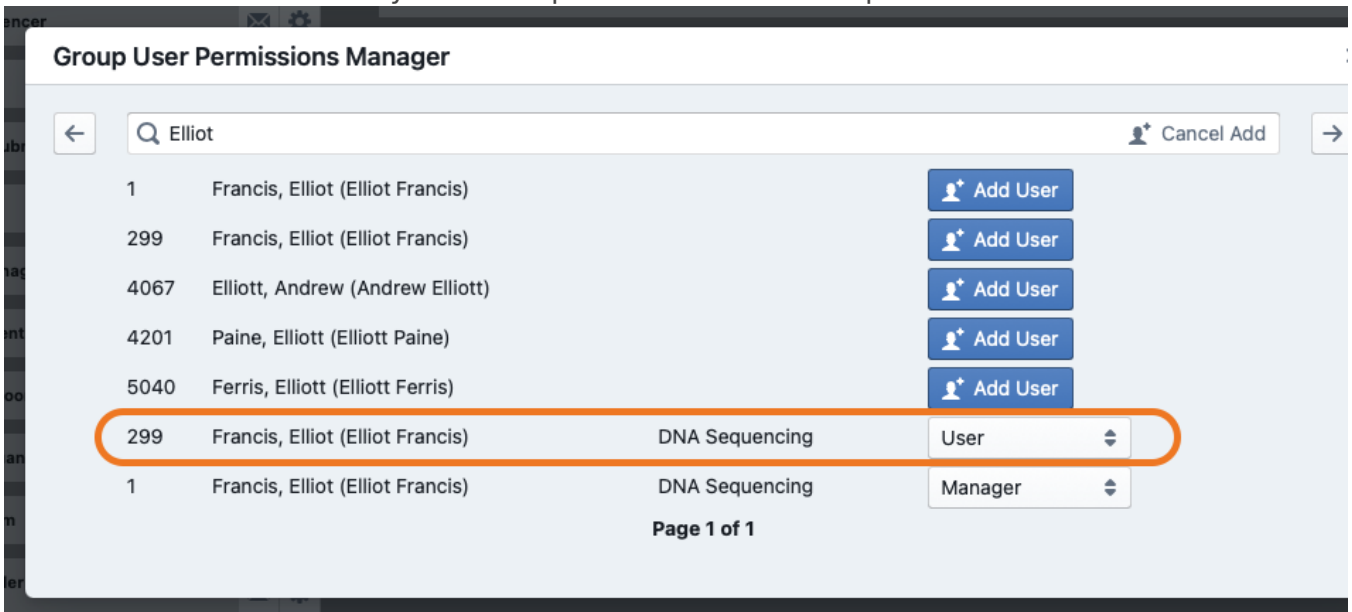 Group User Permissions Manager
Elliot Cancel Add
1 Francis, Elliot (Elliot Francis) Add User
299 Francis, Elliot (Elliot Francis) Add User
4067 Elliott, Andrew (Andrew Elliott) Add User
4201 Paine, Elliott (Elliott Paine) Add User
5040 Ferris, Elliott (Elliott Ferris) Add User
299 Francis, Elliot (Elliot Francis) DNA Sequencing User
1 Francis, Elliot (Elliot Francis) DNA Sequencing Manager
Page 1 of 1